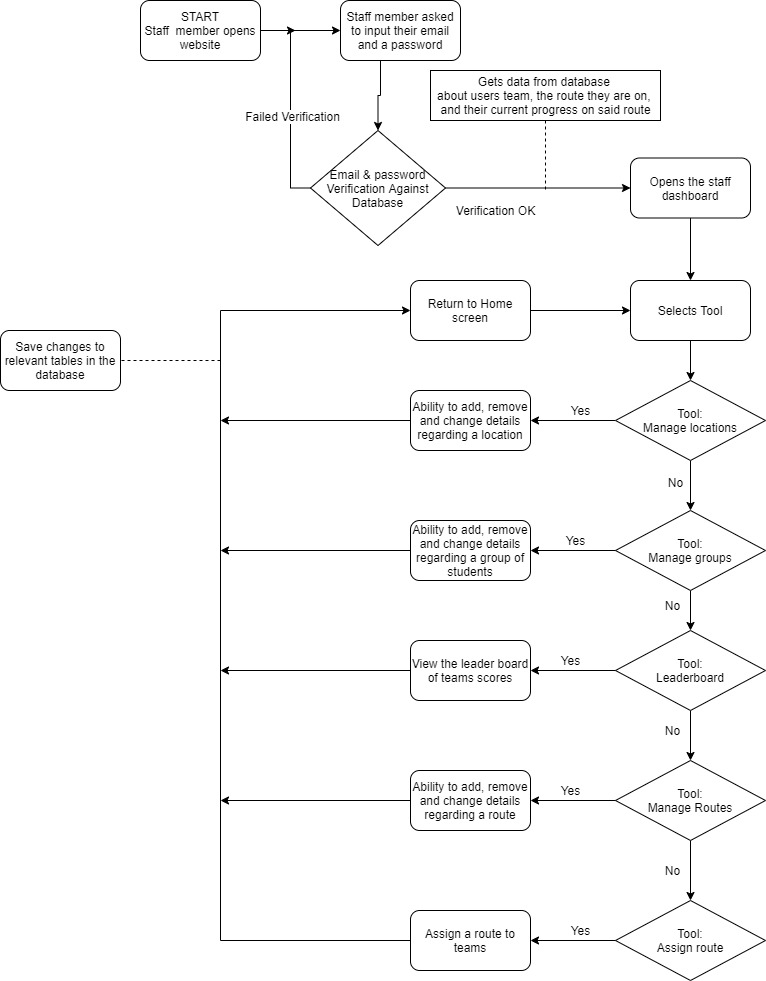 START
Staff  member opens
website
Staff member asked
to input their email
and a password
Gets data from database
about users team, the route they are on,
and their current progress on said route
Failed Verification
Email & password
Verification Against
Database
Verification OK
Opens the staff
dashboard
Return to Home
screen
Selects Tool
Save changes to
relevant tables in the
database
Ability to add, remove
and change details
regarding a location
Yes
Tool:
Manage locations
No
Ability to add, remove
and change details
regarding a group of
students
Yes
Tool:
Manage groups
No
View the leader board
of teams scores
Yes
Tool:
Leaderboard
No
Ability to add, remove
and change details
regarding a route
Yes
Tool:
Manage Routes
No
Assign a route to
teams
Yes
Tool:
Assign route